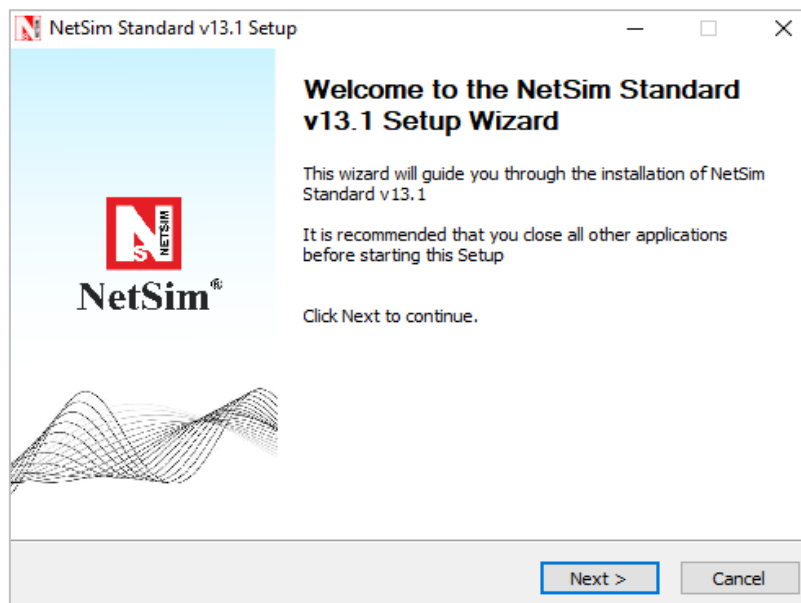 NetSim Standard v13.1 Setup
Welcome to the NetSim Standard
v13.1 Setup Wizard
This wizard will guide you through the installation of NetSim
Standard v13.1
It is recommended that you close all other applications
before starting this Setup
Click Next to continue.
N
S
NETSIM
NetSim®
Next >
Cancel